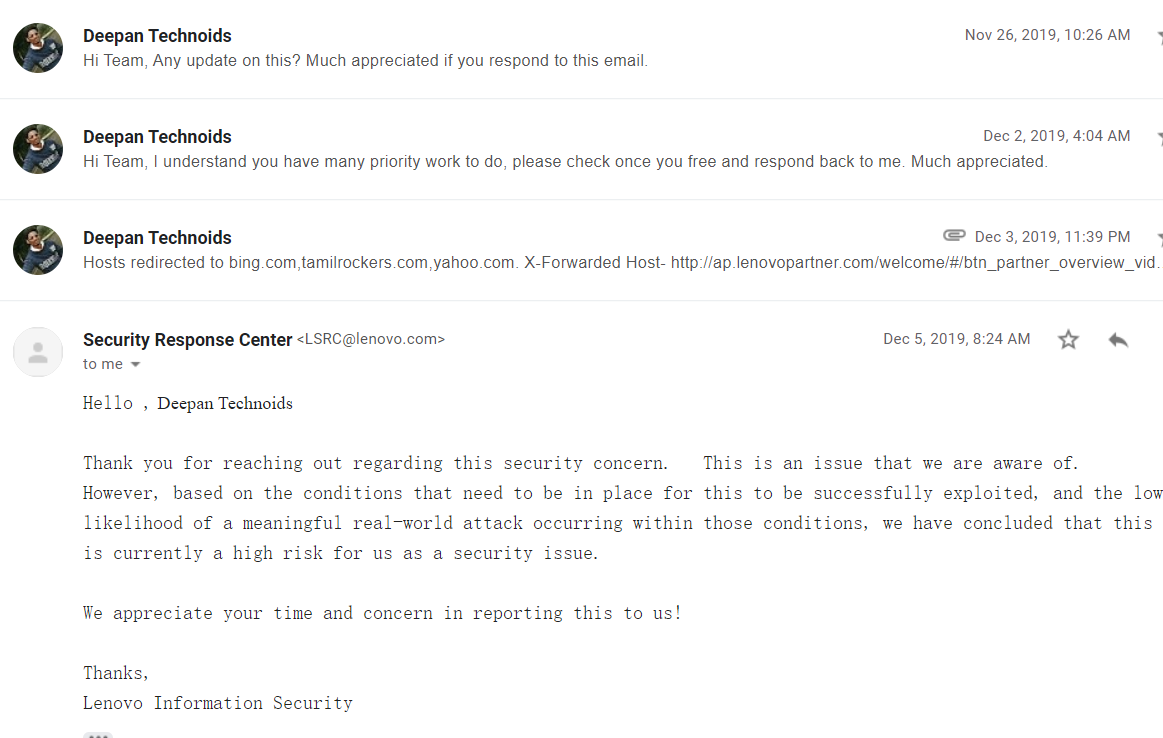 Deepan Technoids Nov 26, 2019, 10:26 AM
Hi Team, Any update on this? Much appreciated if you respond to this email.
Deepan Technoids Dec 2, 2019, 4:04 AM
Hi Team, I understand you have many priority work to do, please check once you free and respond back to me. Much appreciated.
Deepan Technoids Dec 3, 2019, 11:39 PM
Hosts redirected to bing.com,tamilrockers.com,yahoo.com. X-Forwarded Host- http://ap.lenovopartner.com/welcome/#/btn_partner_overview_vid.
Security Response Center <LSRC@lenovo.com> Dec 5, 2019, 8:24 AM
to me
Hello , Deepan Technoids
Thank you for reaching out regarding this security concern. This is an issue that we are aware of.
However, based on the conditions that need to be in place for this to be successfully exploited, and the low
likelihood of a meaningful real-world attack occurring within those conditions, we have concluded that this
is currently a high risk for us as a security issue.
We appreciate your time and concern in reporting this to us!
Thanks,
Lenovo Information Security